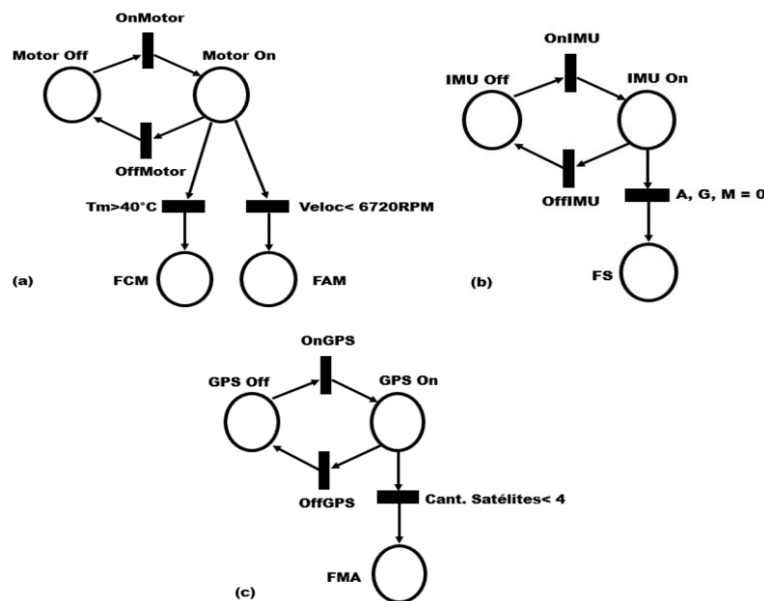 OnMotor
Motor Off
Motor On
OffMotor
Tm>40°C
Veloc< 6720RPM
FCM
FAM
(a)
OnIMU
IMU Off
IMU On
OffIMU
A, G, M = 0
FS
(b)
OnGPS
GPS Off
GPS On
OffGPS
Cant. Satélites< 4
FMA
(c)